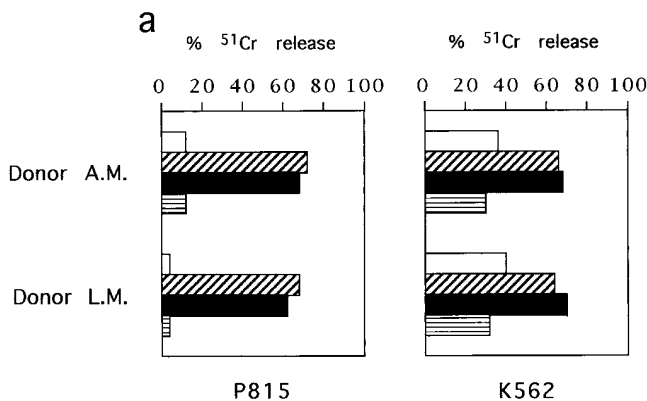 a
% ⁵¹Cr release
% ⁵¹Cr release
0 20 40 60 80 100
0 20 40 60 80 100
Donor A.M.
Donor L.M.
P815
K562